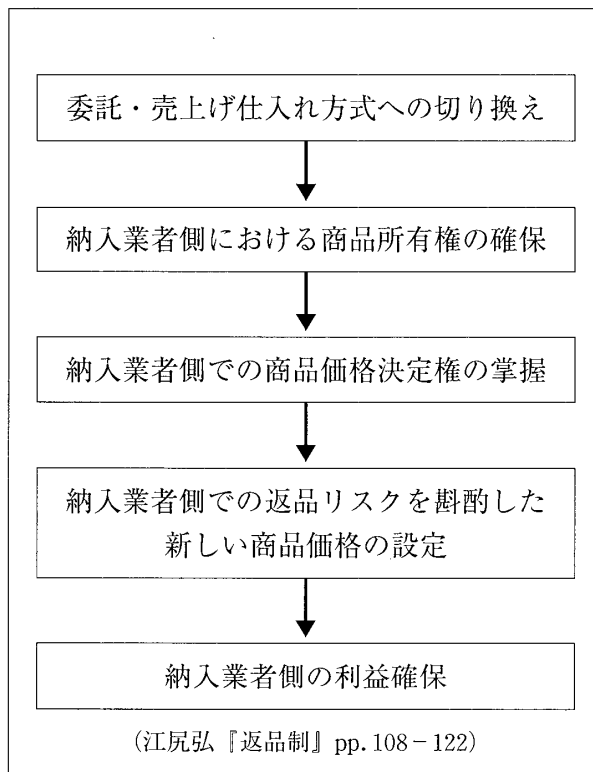 委託・売上げ仕入れ方式への切り換え
納入業者側における商品所有権の確保
納入業者側での商品価格決定権の掌握
納入業者側での返品リスクを斟酌した
新しい商品価格の設定
納入業者側の利益確保
(江尻弘『返品制』pp. 108-122)